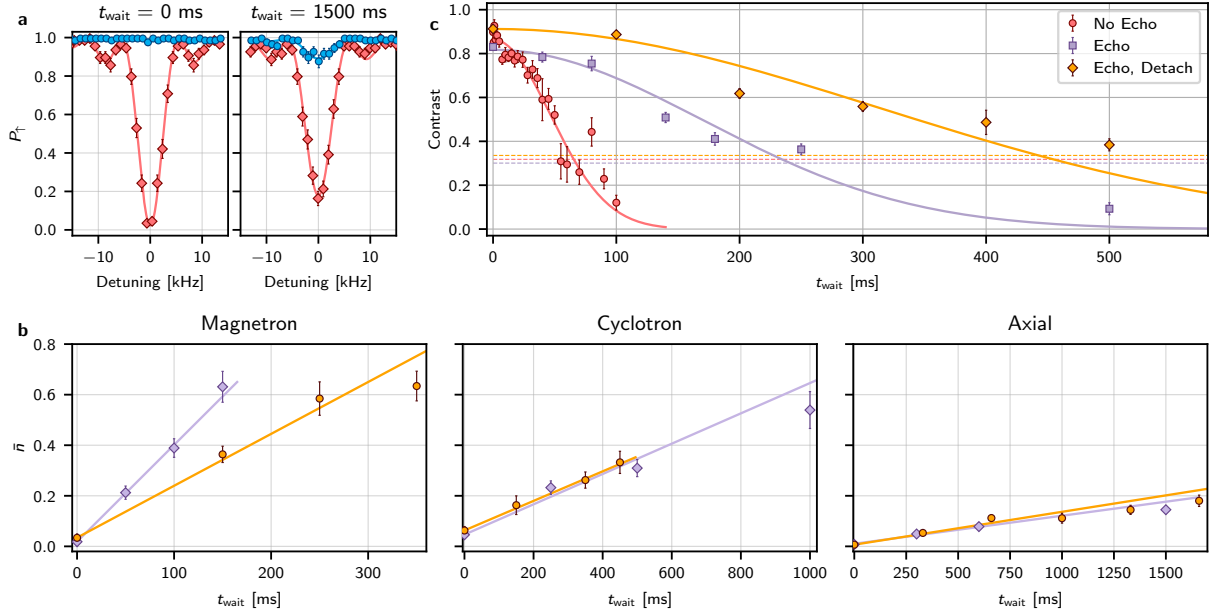 a
t_wait = 0 ms
t_wait = 1500 ms
1.0
0.8
0.6
0.4
0.2
0.0
P↑
−10
0
10
−10
0
10
Detuning [kHz]
Detuning [kHz]
c
1.0
0.8
0.6
0.4
0.2
0.0
Contrast
No Echo
Echo
Echo, Detach
0
100
200
300
400
500
t_wait [ms]
b
Magnetron
Cyclotron
Axial
0.8
0.6
0.4
0.2
0.0
n̄
0
100
200
300
0
200
400
600
800
1000
0
250
500
750
1000
1250
1500
t_wait [ms]
t_wait [ms]
t_wait [ms]